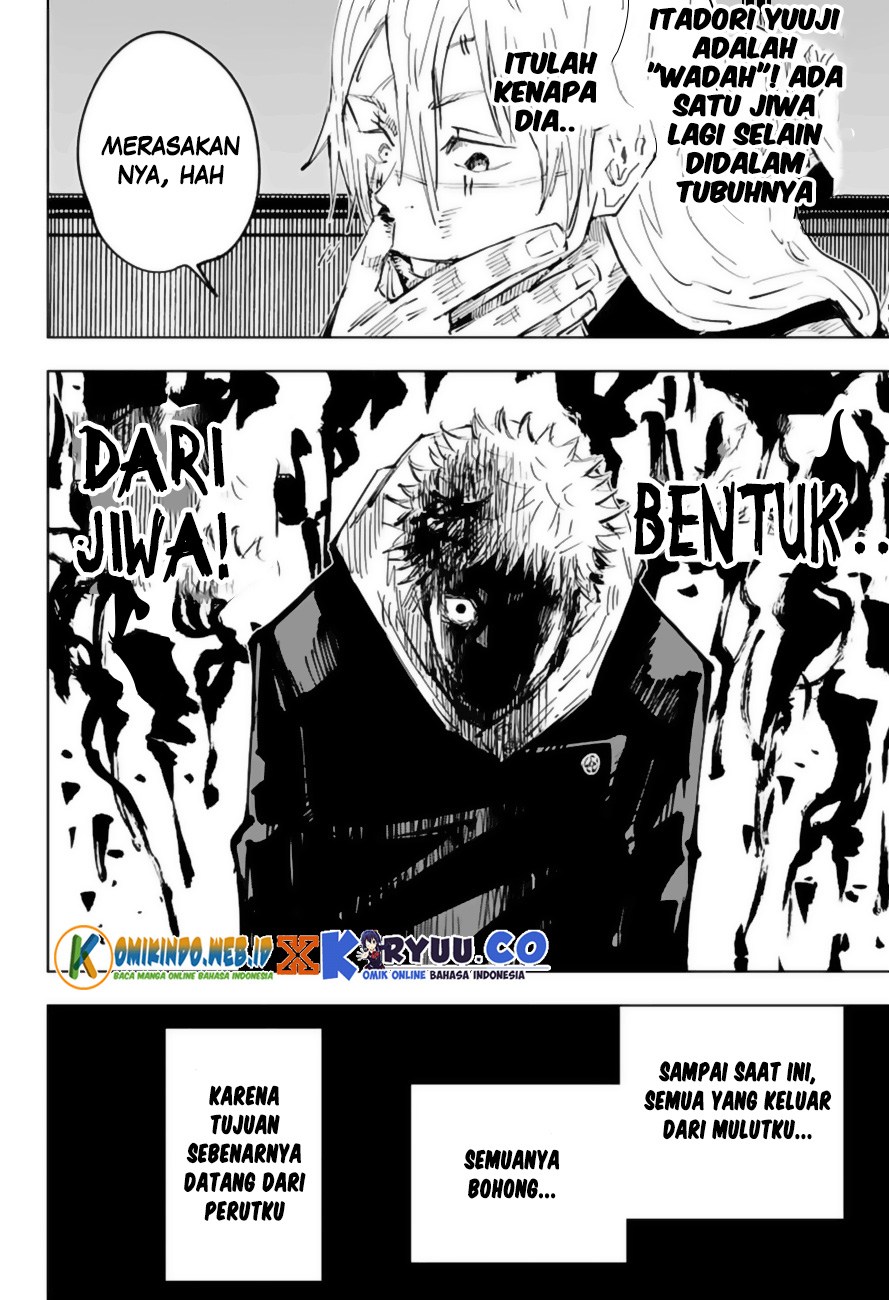 ITADORI YUUJI
ADALAH
"WADAH"! ADA
SATU JIWA
LAGI SELAIN
DIDALAM
TUBUHNYA
ITULAH
KENAPA
DIA..
MERASAKAN
NYA, HAH
BENTUK..
DARI
JIWA!
KOMIKINDO.WEB.ID X KIRYUU.CO
BACA MANGA ONLINE BAHASA INDONESIA
OMIK ONLINE BAHASA INDONESIA
SAMPAI SAAT INI,
SEMUA YANG KELUAR
DARI MULUTKU...
SEMUANYA
BOHONG...
KARENA
TUJUAN
SEBENARNYA
DATANG DARI
PERUTKU